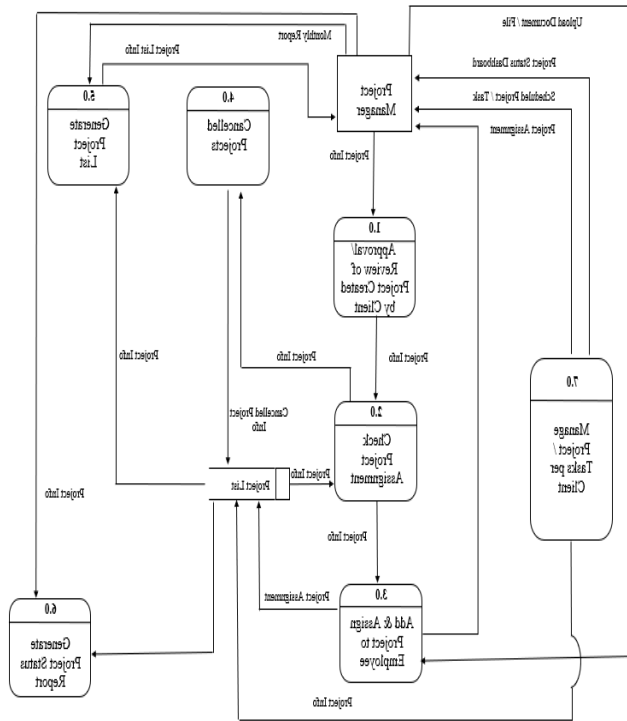 Upload Document / File
Monthly Report
Project List Info
Project Status Dashboard
Scheduled Project / Task
Project Assignment
Project
Manager
5.0
Generate
Project
List
4.0
Cancelled
Projects
Project Info
1.0
Approval/
Review of
Project Created
by Client
Project Info
Project Info
Project Info
7.0
Manage
Project /
Tasks per
Client
2.0
Check
Project
Assignment
Cancelled Project
Info
Project List
Project Info
Project Info
Project Info
Project Assignment
3.0
Add & Assign
Project to
Employee
6.0
Generate
Project Status
Report
Project Info